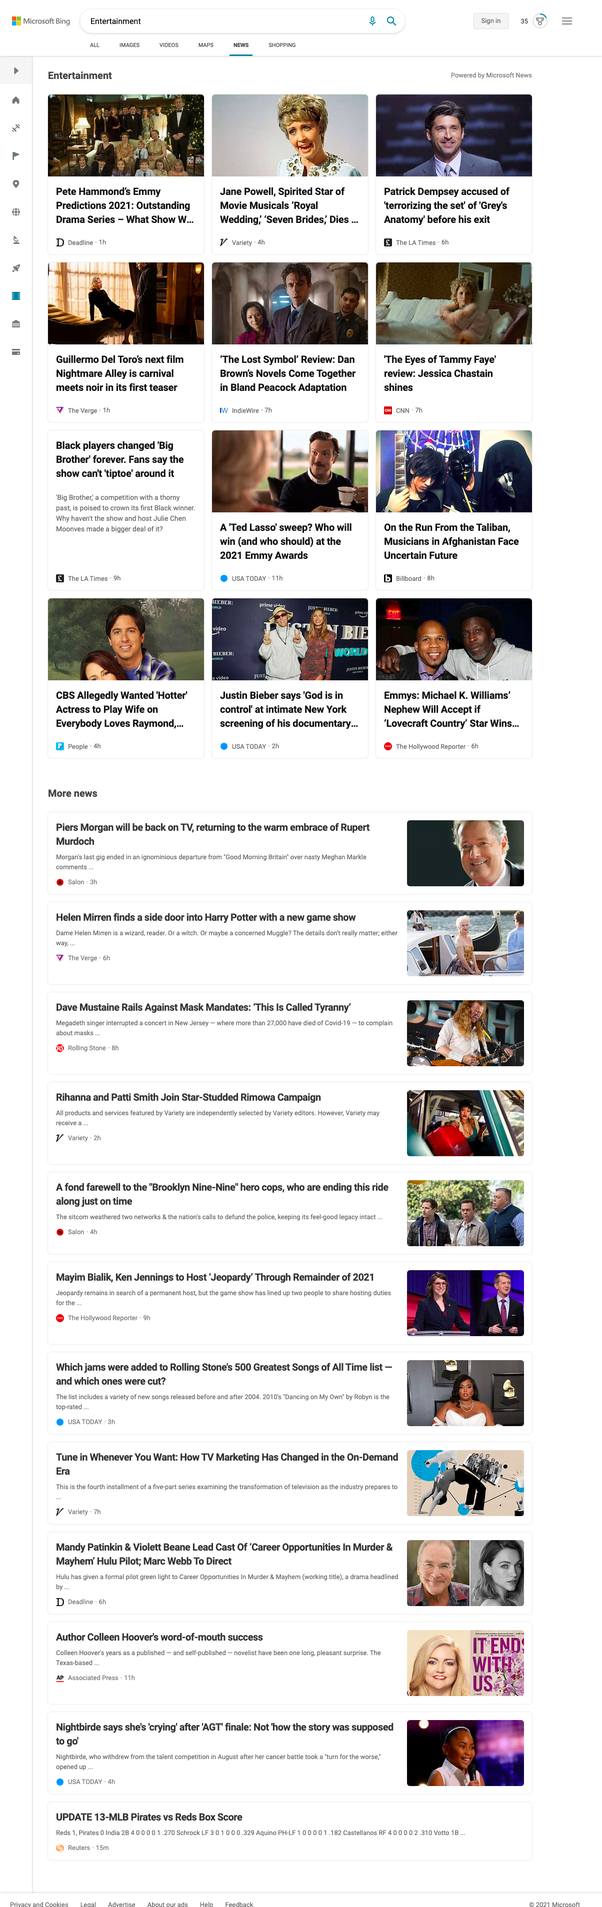 Microsoft Bing
Entertainment
Sign in
35
ALL IMAGES VIDEOS MAPS NEWS SHOPPING
Entertainment
Powered by Microsoft News
Pete Hammond's Emmy
Predictions 2021: Outstanding
Drama Series – What Show W...
Deadline · 1h
Jane Powell, Spirited Star of
Movie Musicals 'Royal
Wedding,' 'Seven Brides,' Dies ...
Variety · 4h
Patrick Dempsey accused of
'terrorizing the set' of 'Grey's
Anatomy' before his exit
The LA Times · 6h
Guillermo Del Toro's next film
Nightmare Alley is carnival
meets noir in its first teaser
The Verge · 1h
'The Lost Symbol' Review: Dan
Brown's Novels Come Together
in Bland Peacock Adaptation
IW IndieWire · 7h
'The Eyes of Tammy Faye'
review: Jessica Chastain
shines
CNN · 7h
Black players changed 'Big
Brother' forever. Fans say the
show can't 'tiptoe' around it
'Big Brother,' a competition with a thorny
past, is poised to crown its first Black winner.
Why haven't the show and host Julie Chen
Moonves made a bigger deal of it?
The LA Times · 9h
A 'Ted Lasso' sweep? Who will
win (and who should) at the
2021 Emmy Awards
USA TODAY · 11h
On the Run From the Taliban,
Musicians in Afghanistan Face
Uncertain Future
Billboard · 8h
CBS Allegedly Wanted 'Hotter'
Actress to Play Wife on
Everybody Loves Raymond,...
People · 4h
Justin Bieber says 'God is in
control' at intimate New York
screening of his documentary...
USA TODAY · 2h
EXIT
Emmys: Michael K. Williams'
Nephew Will Accept if
'Lovecraft Country' Star Wins...
The Hollywood Reporter · 6h
More news
Piers Morgan will be back on TV, returning to the warm embrace of Rupert
Murdoch
Morgan's last gig ended in an ignominious departure from "Good Morning Britain" over nasty Meghan Markle
comments ...
Salon · 3h
Helen Mirren finds a side door into Harry Potter with a new game show
Dame Helen Mirren is a wizard, reader. Or a witch. Or maybe a concerned Muggle? The details don't really matter; either
way, ...
The Verge · 6h
Dave Mustaine Rails Against Mask Mandates: 'This Is Called Tyranny'
Megadeth singer interrupted a concert in New Jersey — where more than 27,000 have died of Covid-19 — to complain
about masks ...
Rolling Stone · 8h
Rihanna and Patti Smith Join Star-Studded Rimowa Campaign
All products and services featured by Variety are independently selected by Variety editors. However, Variety may
receive a ...
Variety · 2h
A fond farewell to the "Brooklyn Nine-Nine" hero cops, who are ending this ride
along just on time
The sitcom weathered two networks & the nation's calls to defund the police, keeping its feel-good legacy intact ...
Salon · 4h
Mayim Bialik, Ken Jennings to Host 'Jeopardy' Through Remainder of 2021
Jeopardy remains in search of a permanent host, but the game show has lined up two people to share hosting duties
for the ...
The Hollywood Reporter · 9h
Which jams were added to Rolling Stone's 500 Greatest Songs of All Time list —
and which ones were cut?
The list includes a variety of new songs released before and after 2004. 2010's "Dancing on My Own" by Robyn is the
top-rated ...
USA TODAY · 3h
Tune in Whenever You Want: How TV Marketing Has Changed in the On-Demand
Era
This is the fourth installment of a five-part series examining the transformation of television as the industry prepares to
...
Variety · 7h
Mandy Patinkin & Violett Beane Lead Cast Of 'Career Opportunities In Murder &
Mayhem' Hulu Pilot; Marc Webb To Direct
Hulu has given a formal pilot green light to Career Opportunities In Murder & Mayhem (working title), a drama headlined
by ...
Deadline · 6h
Author Colleen Hoover's word-of-mouth success
Colleen Hoover's years as a published — and self-published — novelist have been one long, pleasant surprise. The
Texas-based ...
AP Associated Press · 11h
IT ENDS
WITH
US
Nightbirde says she's 'crying' after 'AGT' finale: Not 'how the story was supposed
to go'
Nightbirde, who withdrew from the talent competition in August after her cancer battle took a "turn for the worse,"
opened up ...
USA TODAY · 4h
UPDATE 13-MLB Pirates vs Reds Box Score
Reds 1, Pirates 0 India 2B 4 0 0 0 0 1 .270 Schrock LF 3 0 1 0 0 0 .329 Aquino PH-LF 1 0 0 0 0 1 .182 Castellanos RF 4 0 0 0 0 2 .310 Votto 1B ...
Reuters · 15m
Privacy and Cookies Legal Advertise About our ads Help Feedback
© 2021 Microsoft